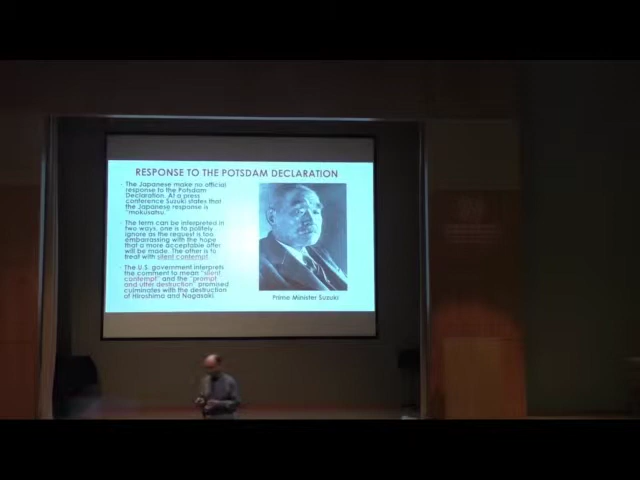 RESPONSE TO THE POTSDAM DECLARATION
The Japanese make no official
response to the Potsdam
Declaration. At a press
conference Suzuki states that
the Japanese response is
"mokusatsu."
The term can be interpreted in
two ways, one is to politely
ignore as the request is too
embarrassing with the hope
that a more acceptable offer
will be made. The other is to
treat with silent contempt.
The U.S. government interprets
the comment to mean "silent
contempt" and the "prompt
and utter destruction" promised
culminates with the destruction
of Hiroshima and Nagasaki
Prime Minister Suzuki